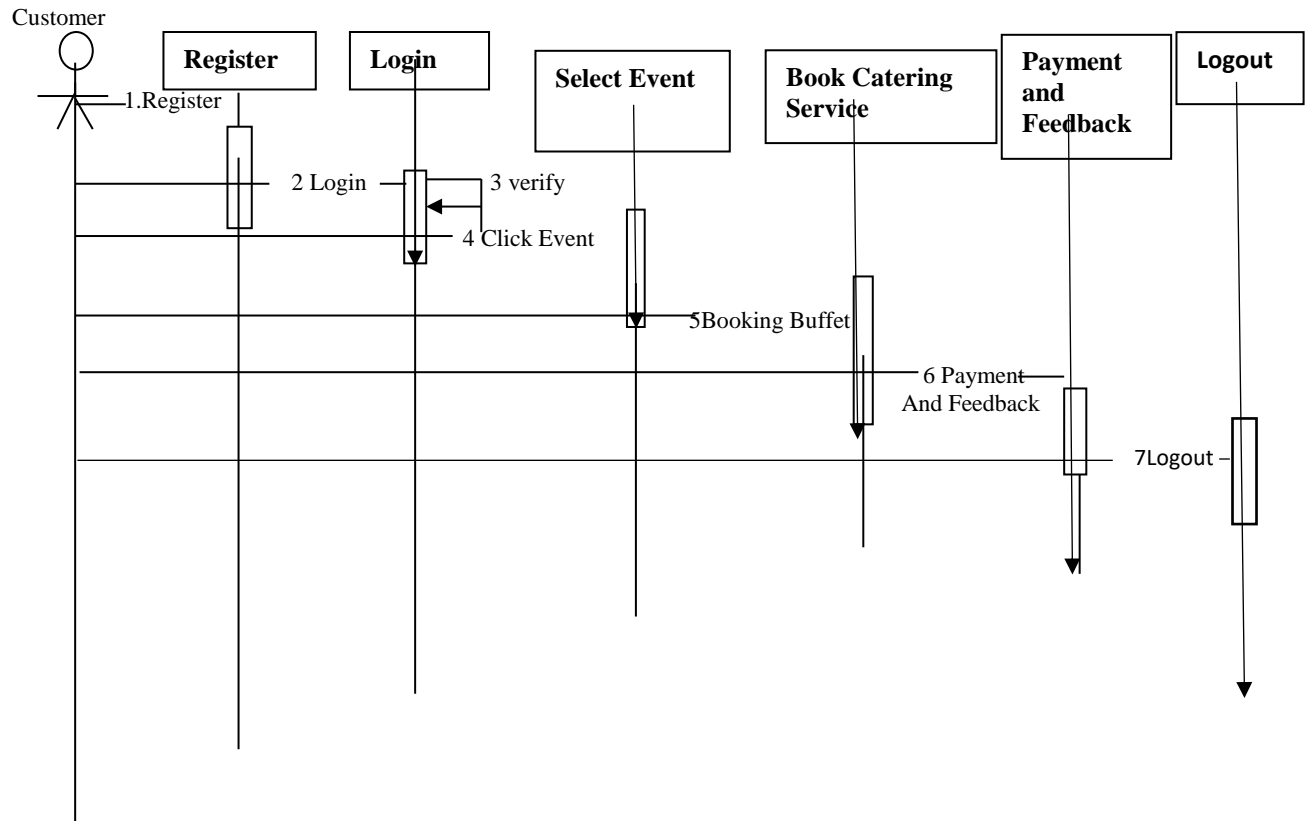 Customer
Register
Login
Select Event
Book Catering
Service
Payment
and
Feedback
Logout
1.Register
2 Login
3 verify
4 Click Event
5Booking Buffet
6 Payment
And Feedback
7Logout